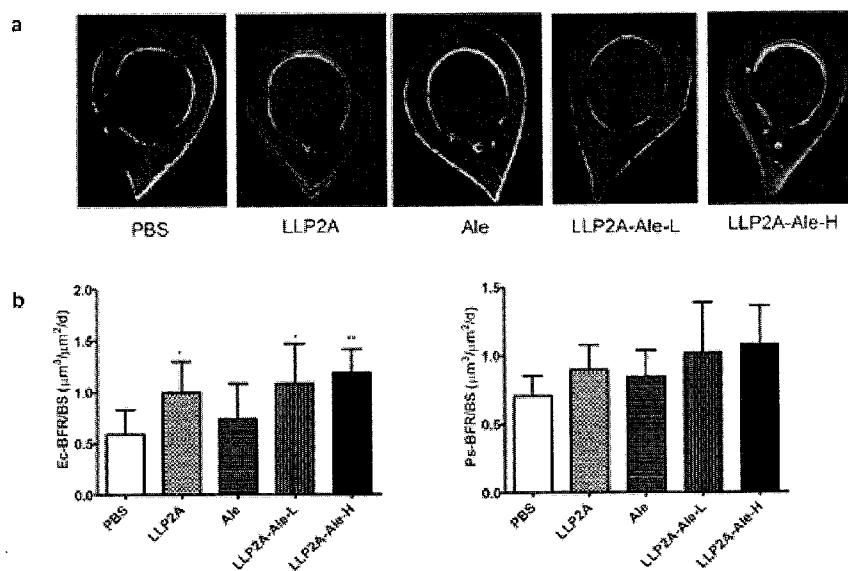 a
PBS
LLP2A
Ale
LLP2A-Ale-L
LLP2A-Ale-H
b
Ec-BFR/BS (μm³/μm²/d)
2.0
1.5
1.0
0.5
0.0
*
*
**
PBS
LLP2A
Ale
LLP2A-Ale-L
LLP2A-Ale-H
Ps-BFR/BS (μm³/μm²/d)
1.5
1.0
0.5
0.0
PBS
LLP2A
Ale
LLP2A-Ale-L
LLP2A-Ale-H